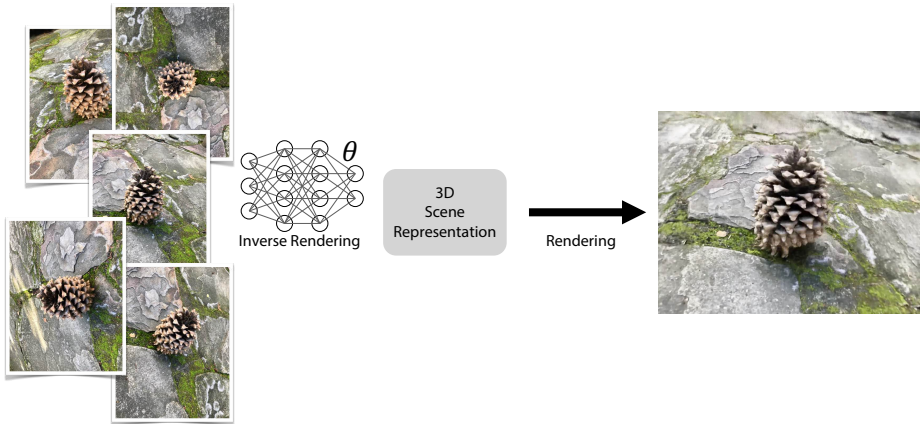 θ
Inverse Rendering
3D
Scene
Representation
Rendering